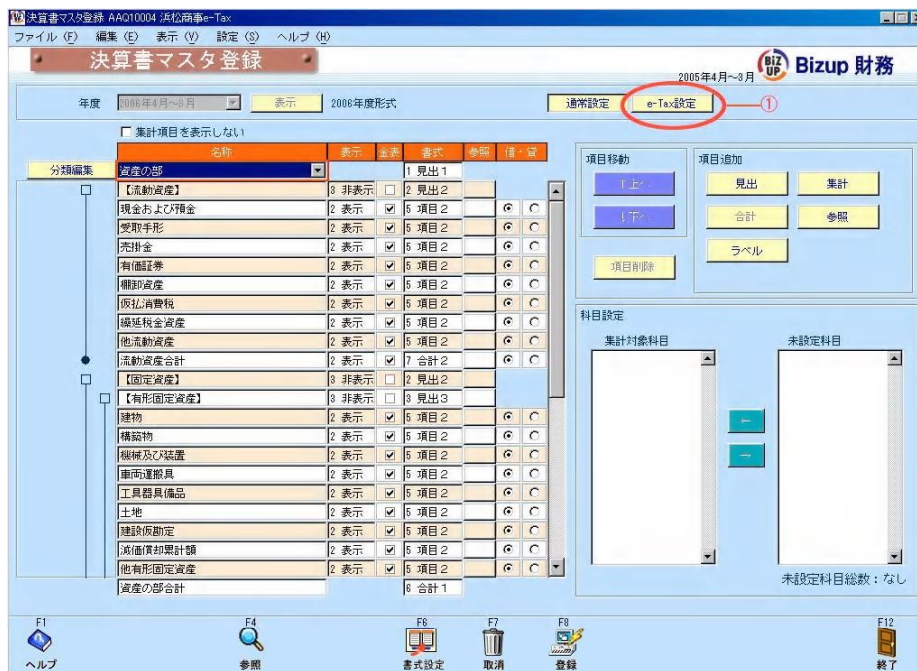 決算書マスタ登録 AAQ10004 浜松商事e-Tax
ファイル (F) 編集 (E) 表示 (V) 設定 (S) ヘルプ (H)
決算書マスタ登録
2005年4月～3月 BiZ UP Bizup 財務
年度 2006年4月～3月 表示 2006年度形式 通常設定 e-Tax設定 ①
集計項目を表示しない
名称 表示 金表 書式 参照 借・貸
分類編集 資産の部 1 見出1
【流動資産】 3 非表示 2 見出2
現金および預金 2 表示 5 項目2
受取手形 2 表示 5 項目2
売掛金 2 表示 5 項目2
有価証券 2 表示 5 項目2
棚卸資産 2 表示 5 項目2
仮払消費税 2 表示 5 項目2
繰延税金資産 2 表示 5 項目2
他流動資産 2 表示 5 項目2
流動資産合計 2 表示 7 合計2
【固定資産】 3 非表示 2 見出2
【有形固定資産】 3 非表示 3 見出3
建物 2 表示 5 項目2
構築物 2 表示 5 項目2
機械及び装置 2 表示 5 項目2
車両運搬具 2 表示 5 項目2
工具器具備品 2 表示 5 項目2
土地 2 表示 5 項目2
建設仮勘定 2 表示 5 項目2
減価償却累計額 2 表示 5 項目2
他有形固定資産 2 表示 5 項目2
資産の部合計 6 合計1
項目移動
↑上へ
↓下へ
項目削除
項目追加
見出 集計
合計 参照
ラベル
科目設定
集計対象科目 未設定科目
←
→
未設定科目総数：なし
F1 F4 F6 F7 F8 F12
ヘルプ 参照 書式設定 取消 登録 終了